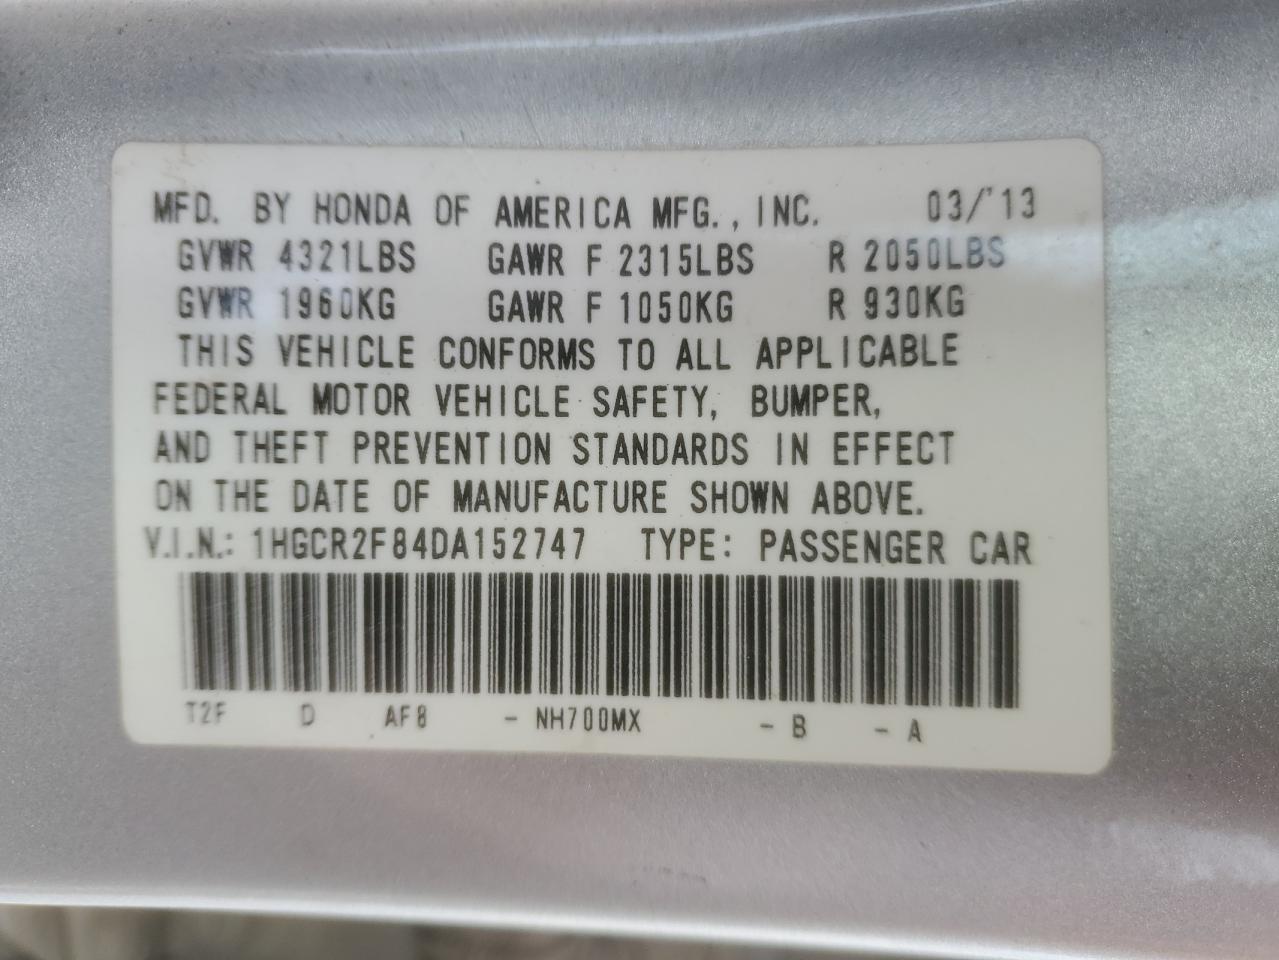 MFD. BY HONDA OF AMERICA MFG., INC. 03/'13
GVWR 4321LBS GAWR F 2315LBS R 2050LBS
GVWR 1960KG GAWR F 1050KG R 930KG
THIS VEHICLE CONFORMS TO ALL APPLICABLE
FEDERAL MOTOR VEHICLE SAFETY, BUMPER,
AND THEFT PREVENTION STANDARDS IN EFFECT
ON THE DATE OF MANUFACTURE SHOWN ABOVE.
V.I.N.: 1HGCR2F84DA152747 TYPE: PASSENGER CAR
T2F D AF8 - NH700MX - B - A